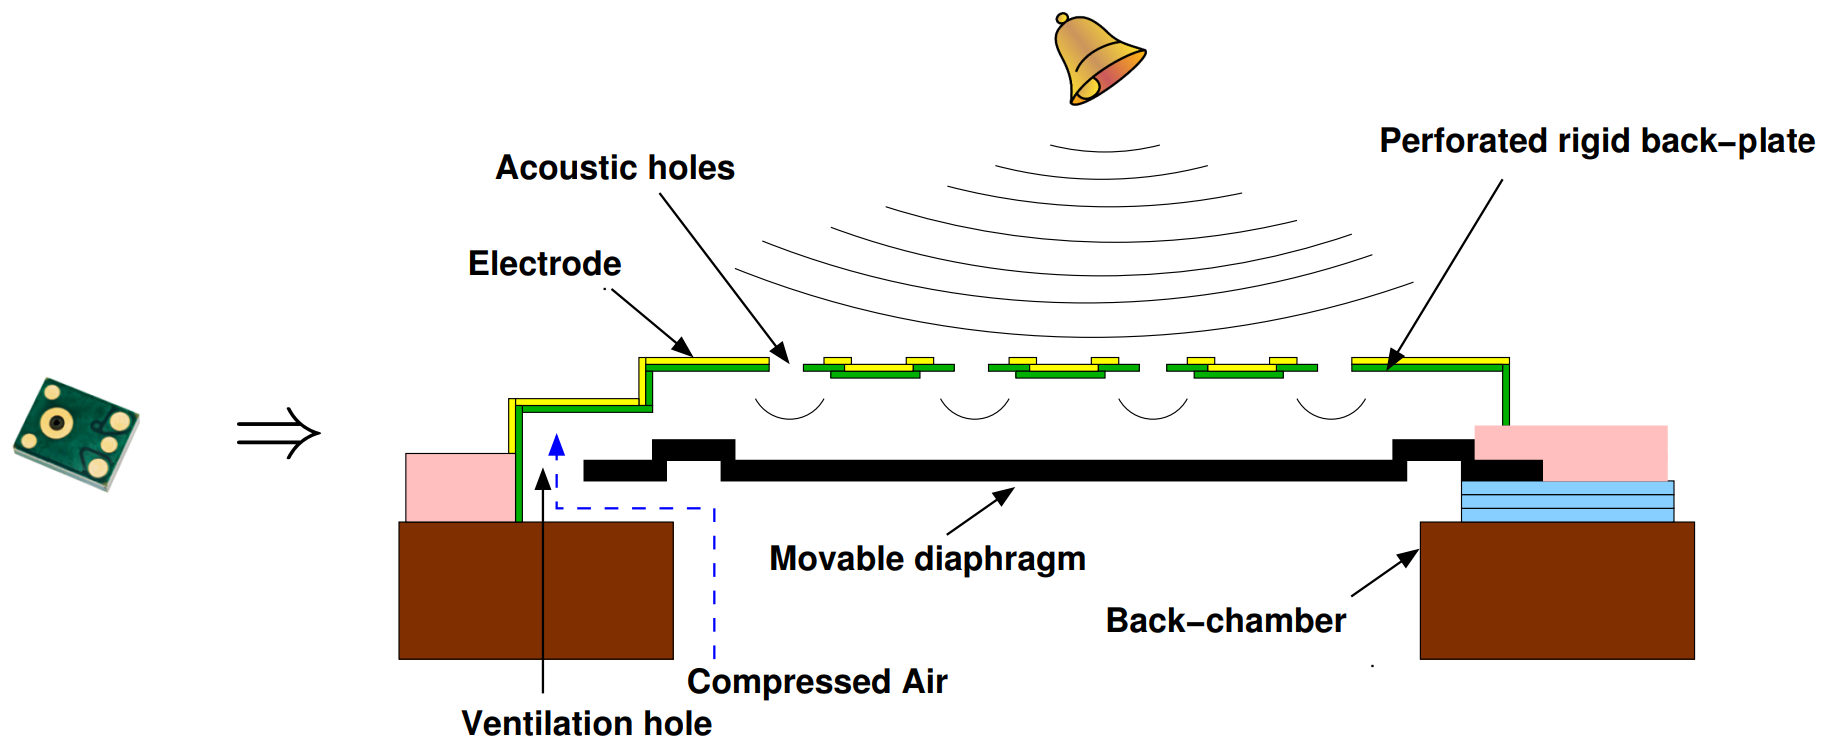 Perforated rigid back–plate
Acoustic holes
Electrode
Movable diaphragm
Back–chamber
Compressed Air
Ventilation hole